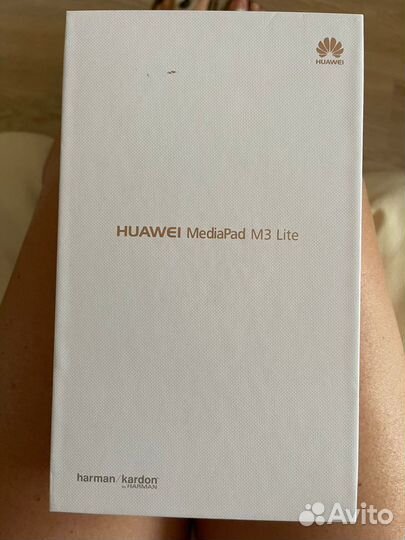 HUAWEI
HUAWEI MediaPad M3 Lite
harman/kardon
by HARMAN
Avito